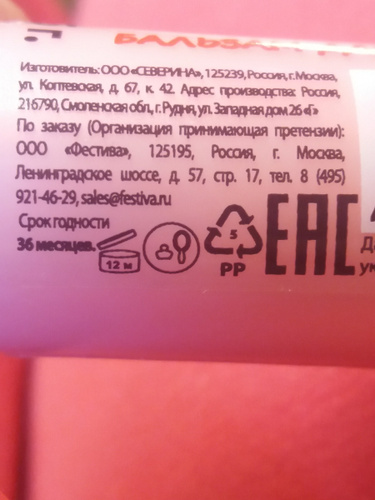 БАЛЬЗАМ
Изготовитель: ООО «СЕВЕРИНА», 125239, Россия, г. Москва,
ул. Коптевская, д. 67, к. 42. Адрес производства: Россия,
216790, Смоленская обл., г. Рудня, ул. Западная дом 26 «Г»
По заказу (Организация принимающая претензии):
ООО «Фестива», 125195, Россия, г. Москва,
Ленинградское шоссе, д. 57, стр. 17, тел. 8 (495)
921-46-29, sales@festiva.ru
Срок годности
36 месяцев.
12 м
5
PP
EAC